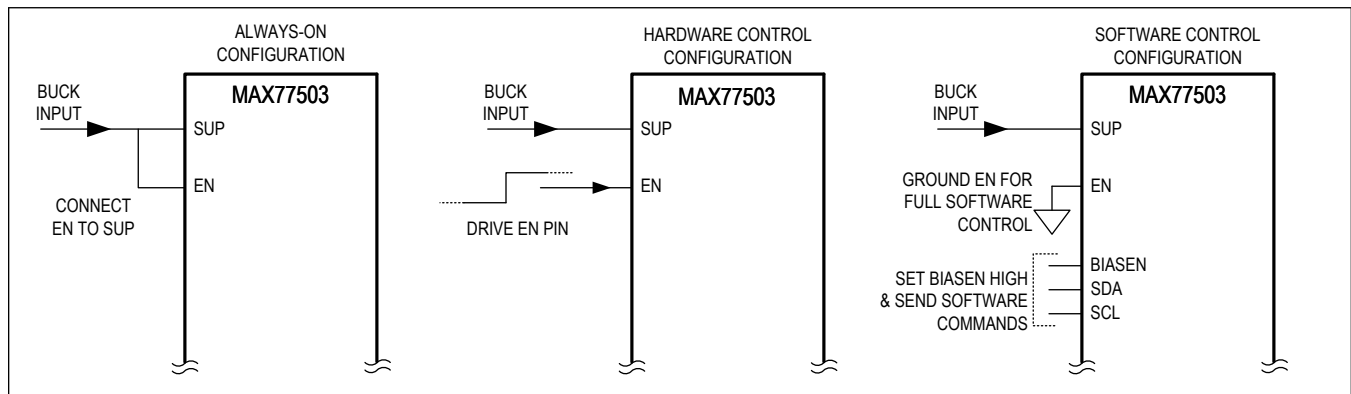 ALWAYS-ON
CONFIGURATION
BUCK
INPUT
MAX77503
SUP
EN
CONNECT
EN TO SUP
HARDWARE CONTROL
CONFIGURATION
BUCK
INPUT
MAX77503
SUP
EN
DRIVE EN PIN
SOFTWARE CONTROL
CONFIGURATION
BUCK
INPUT
MAX77503
SUP
GROUND EN FOR
FULL SOFTWARE
CONTROL
EN
BIASEN
SDA
SCL
SET BIASEN HIGH
& SEND SOFTWARE
COMMANDS